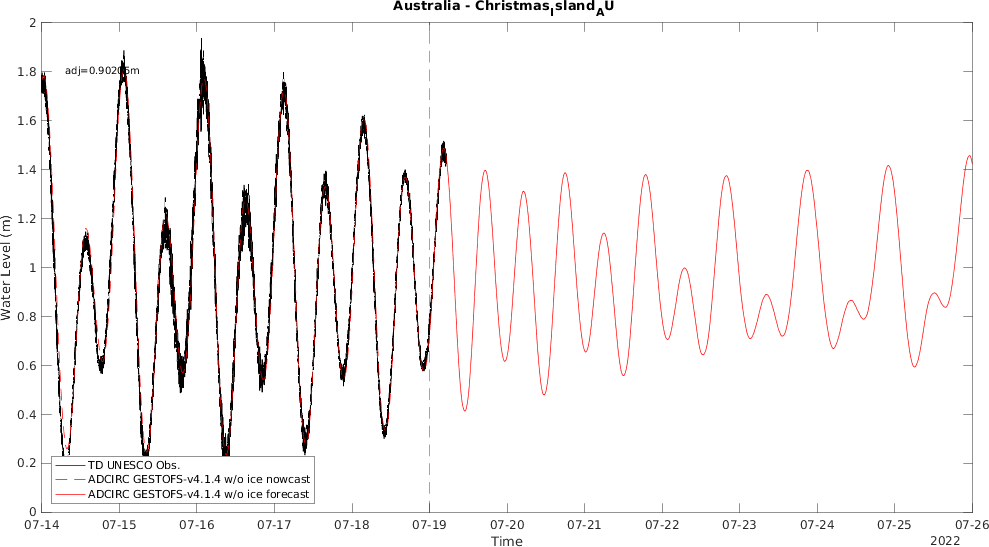 Australia - ChristmasIslandAU
adj=0.90205m
2
1.8
1.6
1.4
1.2
1
0.8
0.6
0.4
0.2
0
Water Level (m)
TD UNESCO Obs.
ADCIRC GESTOFS-v4.1.4 w/o ice nowcast
ADCIRC GESTOFS-v4.1.4 w/o ice forecast
07-14 07-15 07-16 07-17 07-18 07-19 07-20 07-21 07-22 07-23 07-24 07-25 07-26
Time
2022